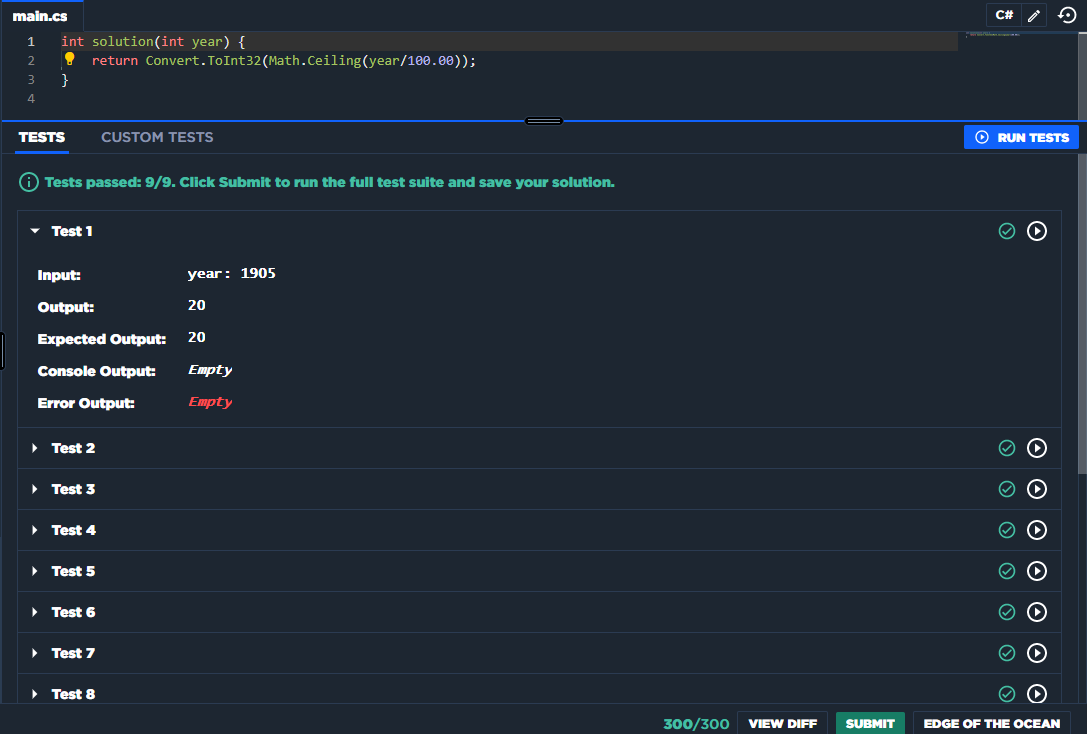 main.cs
C#
1 int solution(int year) {
2 return Convert.ToInt32(Math.Ceiling(year/100.00));
3 }
4
TESTS CUSTOM TESTS RUN TESTS
Tests passed: 9/9. Click Submit to run the full test suite and save your solution.
Test 1
Input: year: 1905
Output: 20
Expected Output: 20
Console Output: Empty
Error Output: Empty
Test 2
Test 3
Test 4
Test 5
Test 6
Test 7
Test 8
300/300 VIEW DIFF SUBMIT EDGE OF THE OCEAN